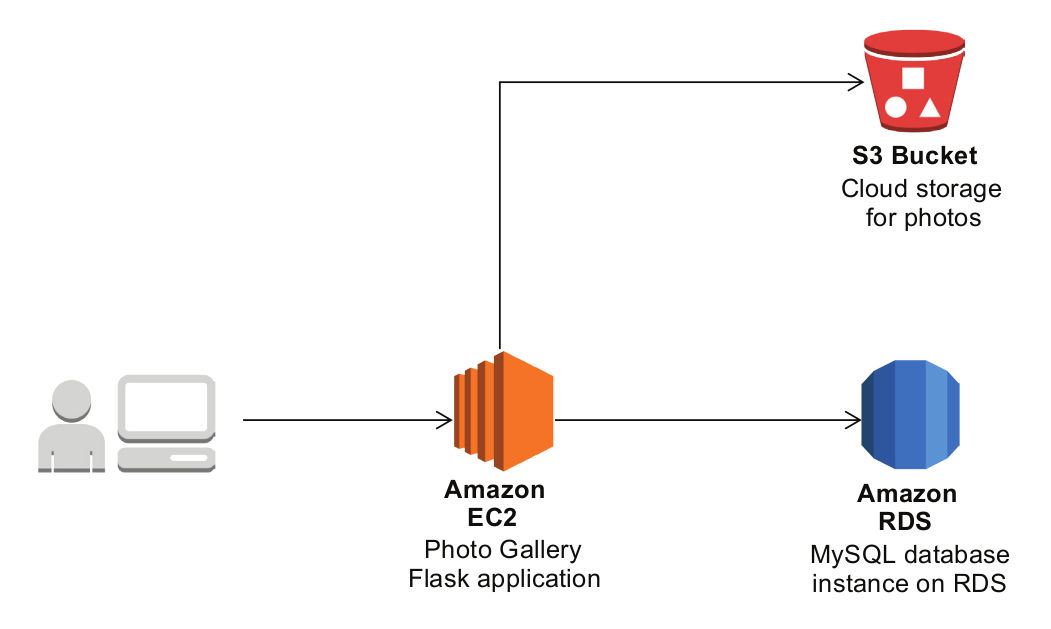 S3 Bucket
Cloud storage
for photos
Amazon
EC2
Photo Gallery
Flask application
Amazon
RDS
MySQL database
instance on RDS